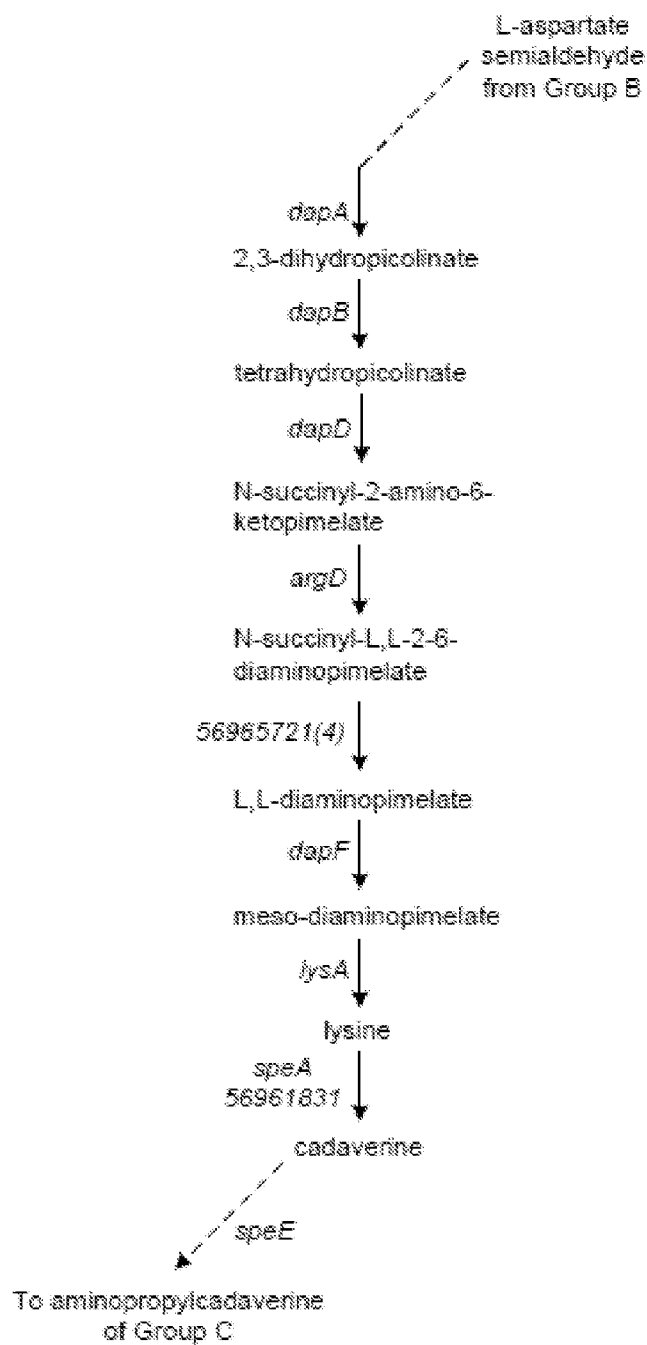 L-aspartate
semialdehyde
from Group B
dapA
2,3-dihydropicolinate
dapB
tetrahydropicolinate
dapD
N-succinyl-2-amino-6-
ketopimelate
argD
N-succinyl-L,L-2-6-
diaminopimelate
56965721(4)
L,L-diaminopimelate
dapF
meso-diaminopimelate
lysA
lysine
speA
56961831
cadaverine
speE
To aminopropylcadaverine
of Group C